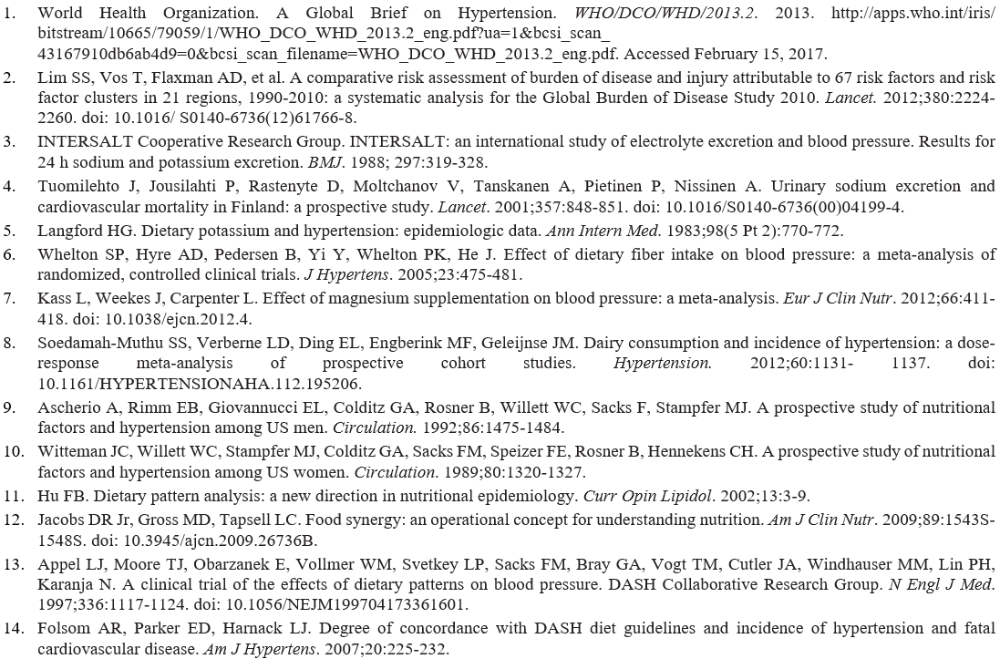 1. World Health Organization. A Global Brief on Hypertension. WHO/DCO/WHD/2013.2. 2013. http://apps.who.int/iris/
bitstream/10665/79059/1/WHO_DCO_WHD_2013.2_eng.pdf?ua=1&bcsi_scan_
43167910db6ab4d9=0&bcsi_scan_filename=WHO_DCO_WHD_2013.2_eng.pdf. Accessed February 15, 2017.
2. Lim SS, Vos T, Flaxman AD, et al. A comparative risk assessment of burden of disease and injury attributable to 67 risk factors and risk
factor clusters in 21 regions, 1990-2010: a systematic analysis for the Global Burden of Disease Study 2010. Lancet. 2012;380:2224-
2260. doi: 10.1016/ S0140-6736(12)61766-8.
3. INTERSALT Cooperative Research Group. INTERSALT: an international study of electrolyte excretion and blood pressure. Results for
24 h sodium and potassium excretion. BMJ. 1988; 297:319-328.
4. Tuomilehto J, Jousilahti P, Rastenyte D, Moltchanov V, Tanskanen A, Pietinen P, Nissinen A. Urinary sodium excretion and
cardiovascular mortality in Finland: a prospective study. Lancet. 2001;357:848-851. doi: 10.1016/S0140-6736(00)04199-4.
5. Langford HG. Dietary potassium and hypertension: epidemiologic data. Ann Intern Med. 1983;98(5 Pt 2):770-772.
6. Whelton SP, Hyre AD, Pedersen B, Yi Y, Whelton PK, He J. Effect of dietary fiber intake on blood pressure: a meta-analysis of
randomized, controlled clinical trials. J Hypertens. 2005;23:475-481.
7. Kass L, Weekes J, Carpenter L. Effect of magnesium supplementation on blood pressure: a meta-analysis. Eur J Clin Nutr. 2012;66:411-
418. doi: 10.1038/ejcn.2012.4.
8. Soedamah-Muthu SS, Verberne LD, Ding EL, Engberink MF, Geleijnse JM. Dairy consumption and incidence of hypertension: a dose-
response meta-analysis of prospective cohort studies. Hypertension. 2012;60:1131- 1137. doi:
10.1161/HYPERTENSIONAHA.112.195206.
9. Ascherio A, Rimm EB, Giovannucci EL, Colditz GA, Rosner B, Willett WC, Sacks F, Stampfer MJ. A prospective study of nutritional
factors and hypertension among US men. Circulation. 1992;86:1475-1484.
10. Witteman JC, Willett WC, Stampfer MJ, Colditz GA, Sacks FM, Speizer FE, Rosner B, Hennekens CH. A prospective study of nutritional
factors and hypertension among US women. Circulation. 1989;80:1320-1327.
11. Hu FB. Dietary pattern analysis: a new direction in nutritional epidemiology. Curr Opin Lipidol. 2002;13:3-9.
12. Jacobs DR Jr, Gross MD, Tapsell LC. Food synergy: an operational concept for understanding nutrition. Am J Clin Nutr. 2009;89:1543S-
1548S. doi: 10.3945/ajcn.2009.26736B.
13. Appel LJ, Moore TJ, Obarzanek E, Vollmer WM, Svetkey LP, Sacks FM, Bray GA, Vogt TM, Cutler JA, Windhauser MM, Lin PH,
Karanja N. A clinical trial of the effects of dietary patterns on blood pressure. DASH Collaborative Research Group. N Engl J Med.
1997;336:1117-1124. doi: 10.1056/NEJM199704173361601.
14. Folsom AR, Parker ED, Harnack LJ. Degree of concordance with DASH diet guidelines and incidence of hypertension and fatal
cardiovascular disease. Am J Hypertens. 2007;20:225-232.